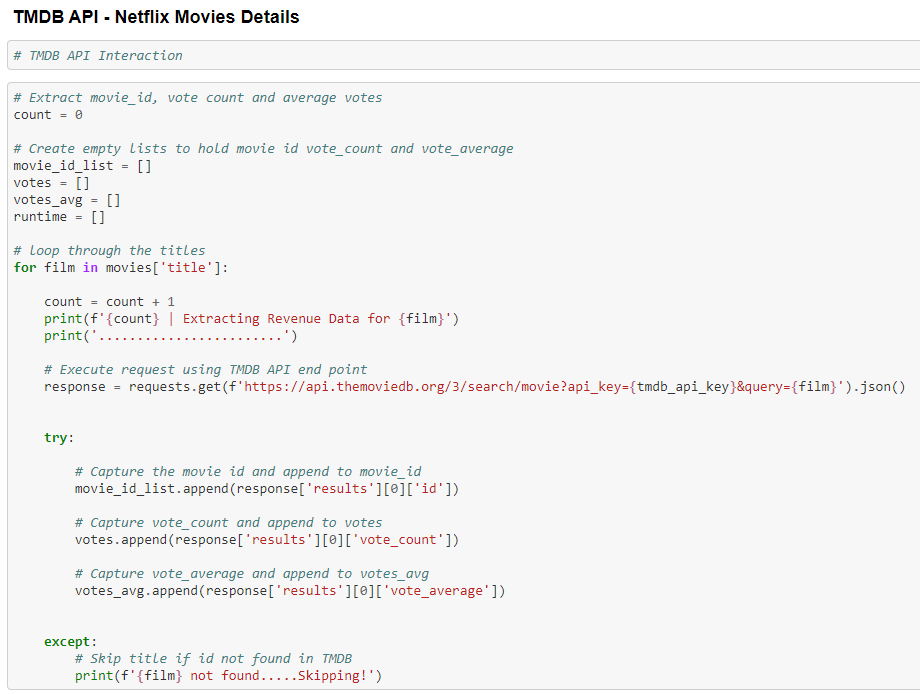 TMDB API - Netflix Movies Details
# TMDB API Interaction
# Extract movie_id, vote count and average votes
count = 0
# Create empty lists to hold movie id vote_count and vote_average
movie_id_list = []
votes = []
votes_avg = []
runtime = []
# loop through the titles
for film in movies['title']:
count = count + 1
print(f'{count} | Extracting Revenue Data for {film}')
print('........................')
# Execute request using TMDB API end point
response = requests.get(f'https://api.themoviedb.org/3/search/movie?api_key={tmdb_api_key}&query={film}').json()
try:
# Capture the movie id and append to movie_id
movie_id_list.append(response['results'][0]['id'])
# Capture vote_count and append to votes
votes.append(response['results'][0]['vote_count'])
# Capture vote_average and append to votes_avg
votes_avg.append(response['results'][0]['vote_average'])
except:
# Skip title if id not found in TMDB
print(f'{film} not found.....Skipping!')